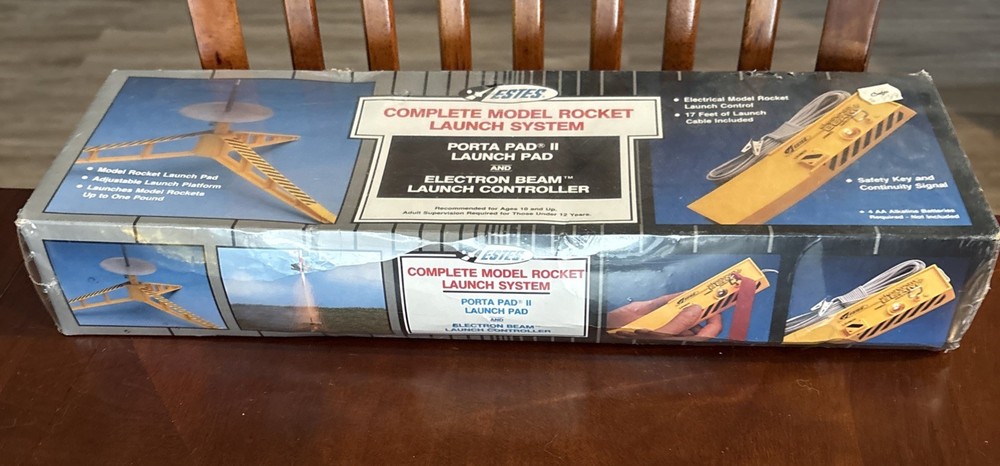 ESTES
COMPLETE MODEL ROCKET
LAUNCH SYSTEM
PORTA PAD® II
LAUNCH PAD
AND
ELECTRON BEAM™
LAUNCH CONTROLLER
Recommended for Ages 10 and Up.
Adult Supervision Required for Those Under 12 Years.
• Model Rocket Launch Pad
• Adjustable Launch Platform
• Launches Model Rockets
Up to One Pound
• Electrical Model Rocket
Launch Control
• 17 Feet of Launch
Cable Included
• Safety Key and
Continuity Signal
• 4 AA Alkaline Batteries
Required - Not Included
ESTES
COMPLETE MODEL ROCKET
LAUNCH SYSTEM
PORTA PAD® II
LAUNCH PAD
AND
ELECTRON BEAM™
LAUNCH CONTROLLER